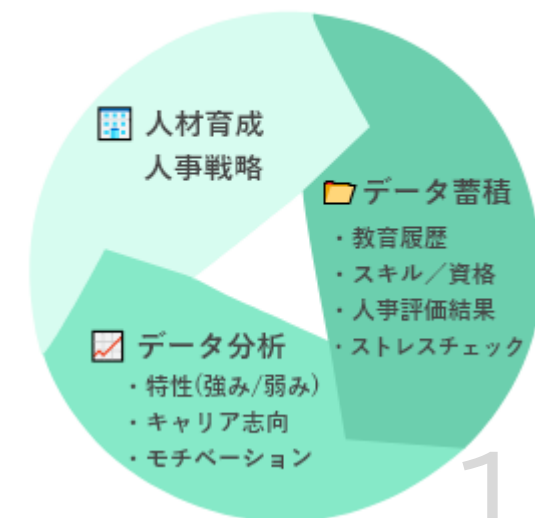 人材育成
人事戦略
データ蓄積
・教育履歴
・スキル／資格
・人事評価結果
・ストレスチェック
データ分析
・特性(強み/弱み)
・キャリア志向
・モチベーション
1